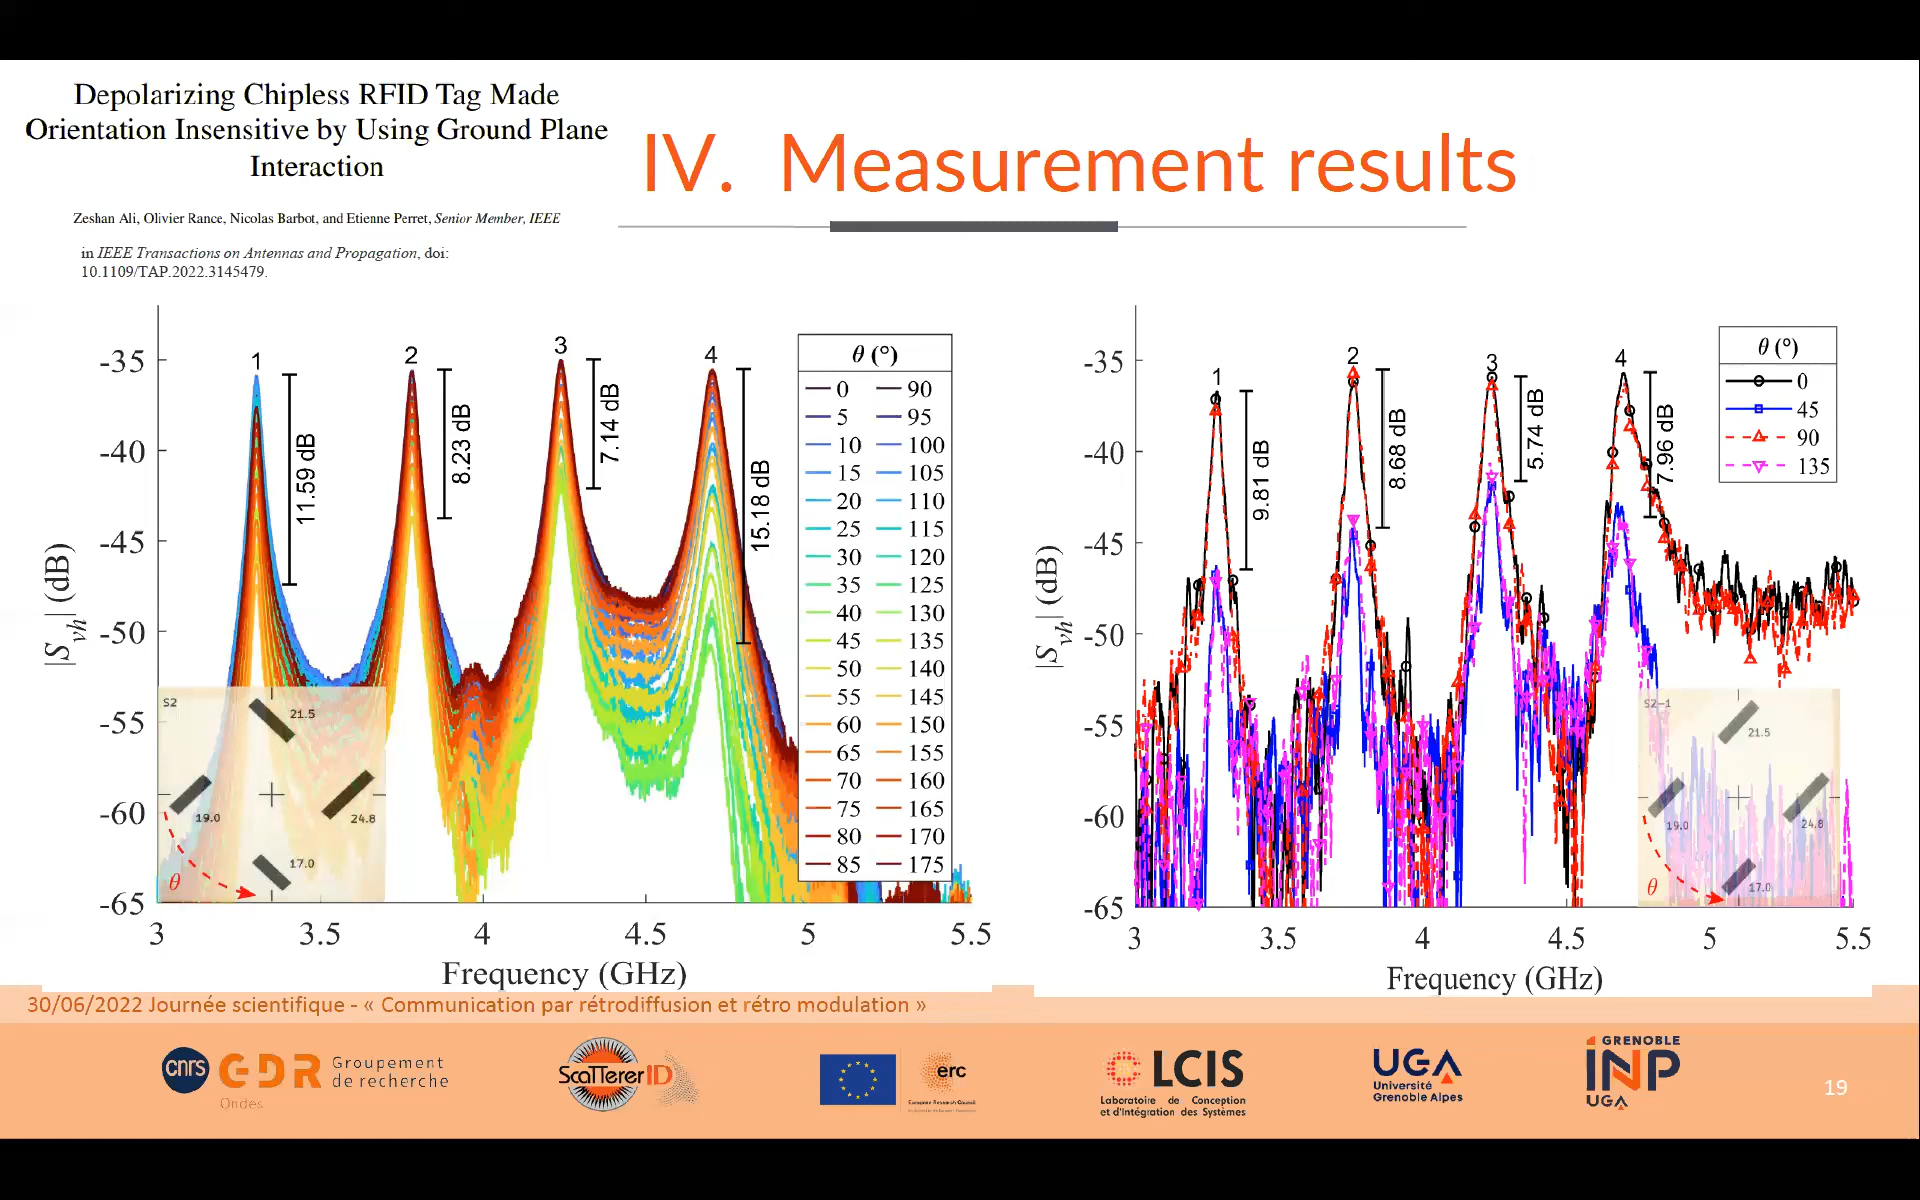 Depolarizing Chipless RFID Tag Made
Orientation Insensitive by Using Ground Plane
Interaction
Zeshan Ali, Olivier Rance, Nicolas Barbot, and Etienne Perret, Senior Member, IEEE
in IEEE Transactions on Antennas and Propagation, doi:
10.1109/TAP.2022.3145479.
IV. Measurement results
|Svh| (dB)
-35
-40
-45
-50
-55
-60
-65
3 3.5 4 4.5 5 5.5
Frequency (GHz)
1 2 3 4
11.59 dB
8.23 dB
7.14 dB
15.18 dB
θ (°)
0 90
5 95
10 100
15 105
20 110
25 115
30 120
35 125
40 130
45 135
50 140
55 145
60 150
65 155
70 160
75 165
80 170
85 175
S2
21.5
19.0
24.8
17.0
θ
|Svh| (dB)
-35
-40
-45
-50
-55
-60
-65
3 3.5 4 4.5 5 5.5
Frequency (GHz)
1 2 3 4
9.81 dB
8.68 dB
5.74 dB
7.96 dB
θ (°)
0
45
90
135
S2-1
21.5
19.0
24.8
17.0
θ
30/06/2022 Journée scientifique - « Communication par rétrodiffusion et rétro modulation »
cnrs GDR Groupement
de recherche
Ondes
ScaTTererID
erc
European Research Council
LCIS
Laboratoire de Conception
et d'Intégration des Systèmes
UGA
Université
Grenoble Alpes
GRENOBLE
INP
UGA
19